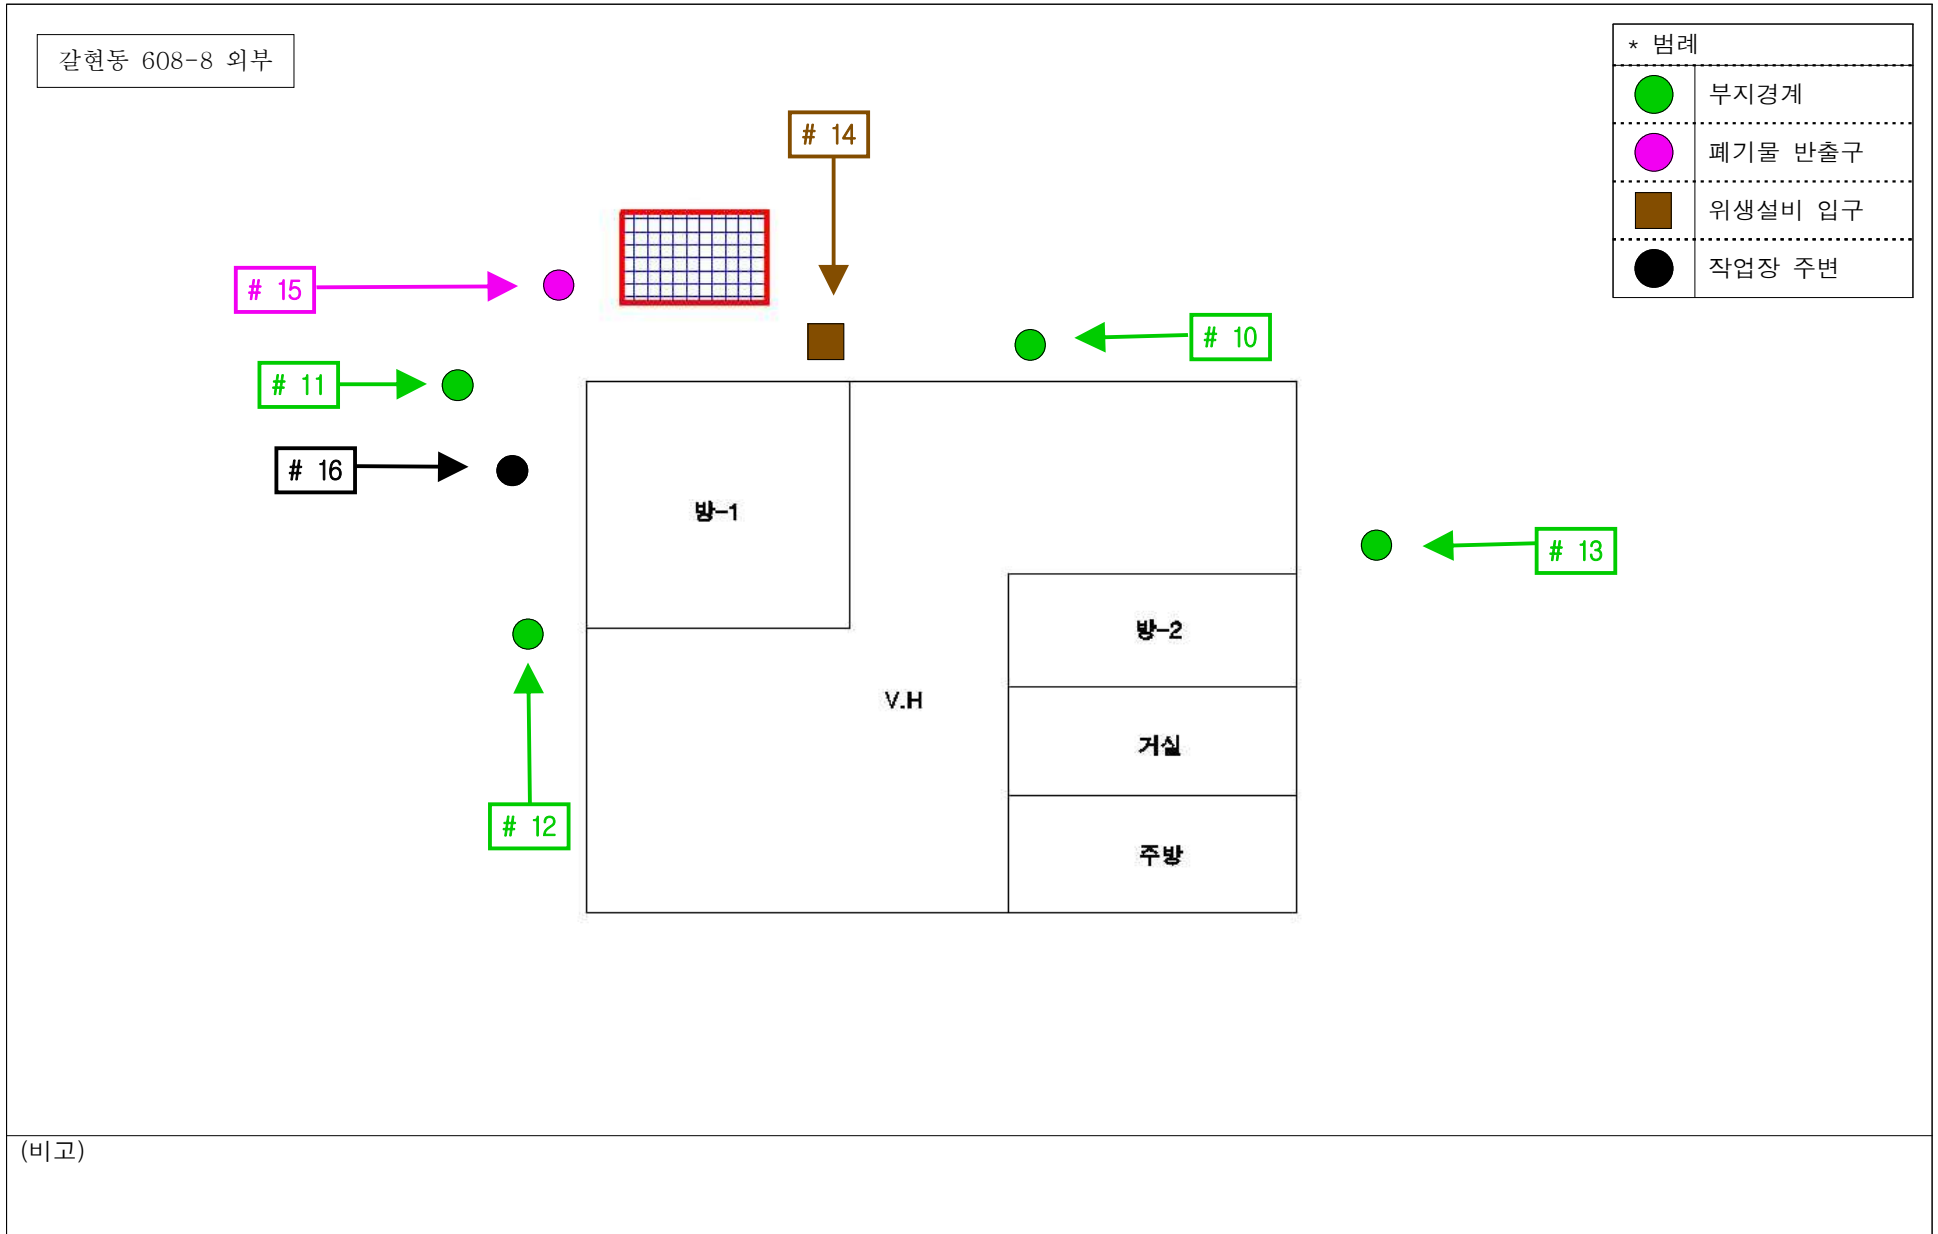 갈현동 608-8 외부
* 범례
부지경계
폐기물 반출구
위생설비 입구
작업장 주변
# 14
# 15
# 10
# 11
# 16
방-1
# 13
방-2
V.H
거실
# 12
주방
(비고)